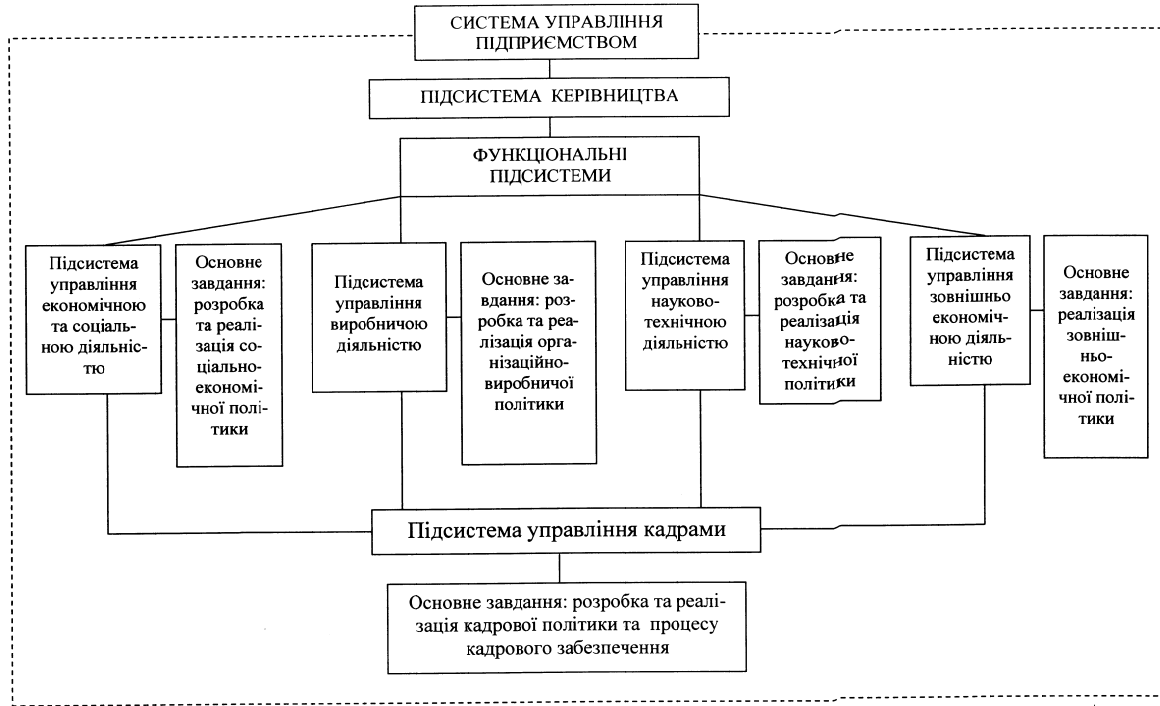 СИСТЕМА УПРАВЛІННЯ
ПІДПРИЄМСТВОМ
ПІДСИСТЕМА КЕРІВНИЦТВА
ФУНКЦІОНАЛЬНІ
ПІДСИСТЕМИ
Підсистема
управління
економічною
та соціаль-
ною діяльніс-
тю
Основне
завдання:
розробка
та реалі-
зація со-
ціально-
економі-
чної полі-
тики
Підсистема
управління
виробничою
діяльністю
Основне за-
вдання: роз-
робка та реа-
лізація орга-
нізаційно-
виробничої
політики
Підсистема
управління
науково-
технічною
діяльністю
Основне
завдання:
розробка та
реалізація
науково-
технічної
політики
Підсистема
управління
зовнішньо
економіч-
ною діяль-
ністю
Основне
завдання:
реалізація
зовніш-
ньо-
економі-
чної полі-
тики
Підсистема управління кадрами
Основне завдання: розробка та реалі-
зація кадрової політики та процесу
кадрового забезпечення